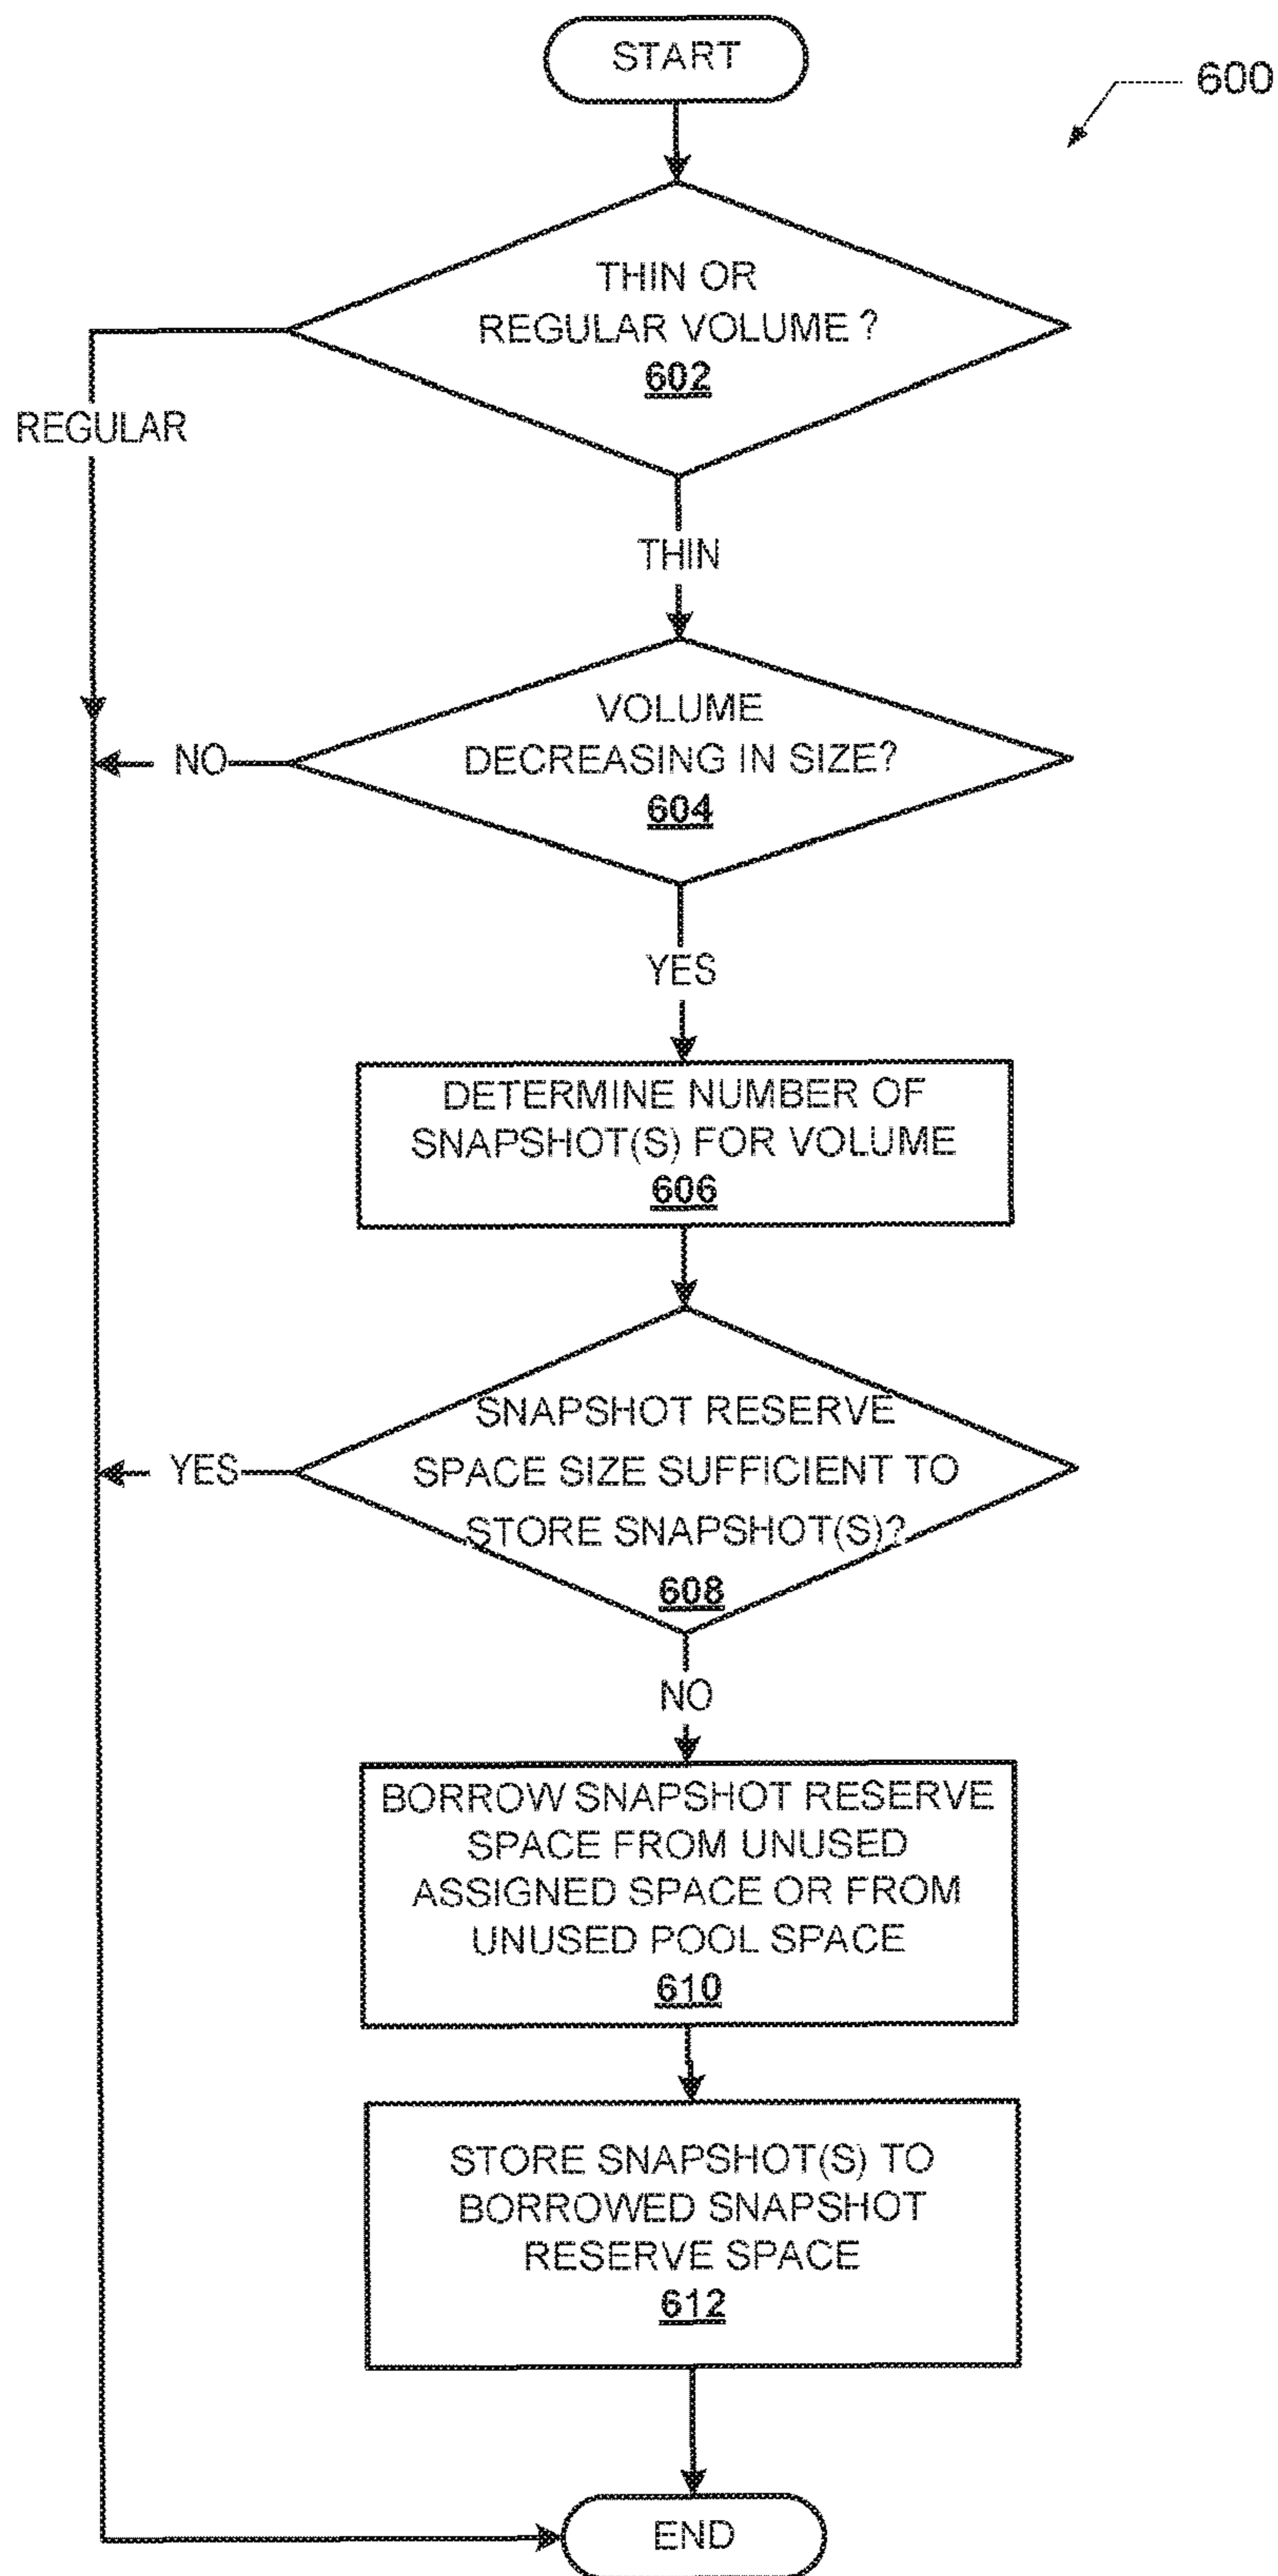 START
600
THIN OR
REGULAR VOLUME ?
602
REGULAR
THIN
VOLUME
DECREASING IN SIZE?
604
NO
YES
DETERMINE NUMBER OF
SNAPSHOT(S) FOR VOLUME
606
SNAPSHOT RESERVE
SPACE SIZE SUFFICIENT TO
STORE SNAPSHOT(S)?
608
YES
NO
BORROW SNAPSHOT RESERVE
SPACE FROM UNUSED
ASSIGNED SPACE OR FROM
UNUSED POOL SPACE
610
STORE SNAPSHOT(S) TO
BORROWED SNAPSHOT
RESERVE SPACE
612
END